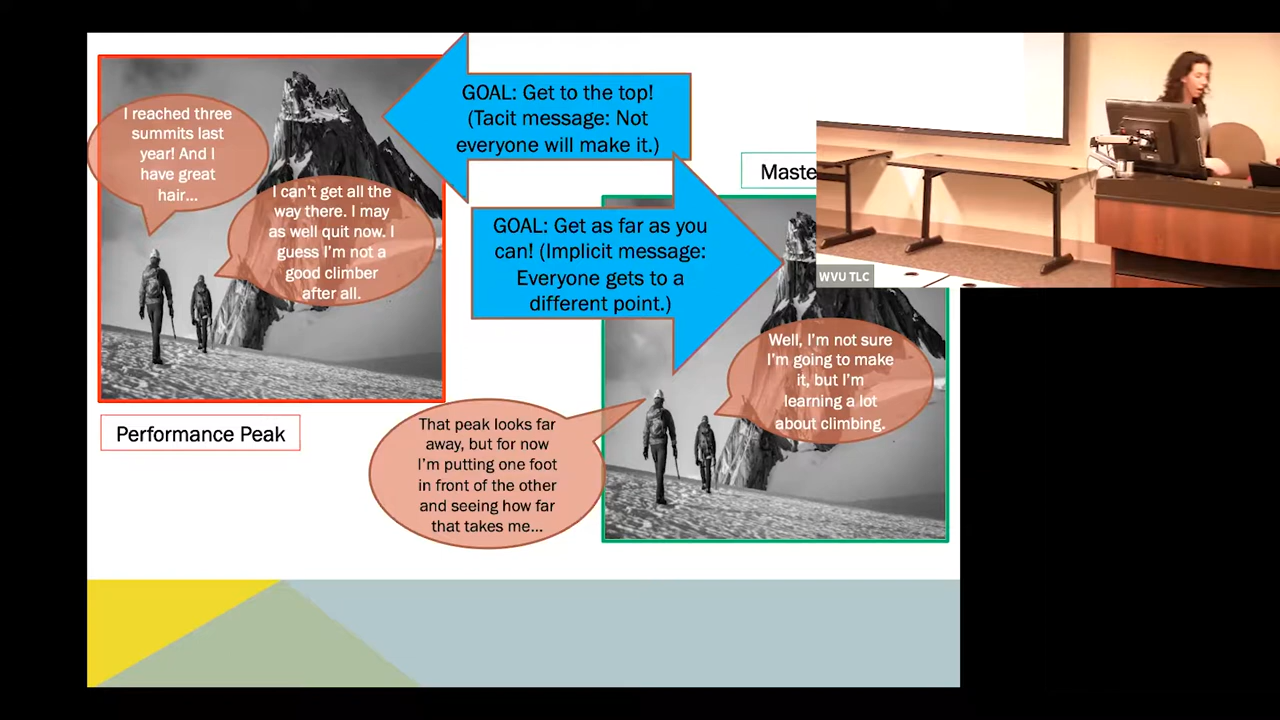 I reached three
summits last
year! And I
have great
hair...
I can't get all the
way there. I may
as well quit now. I
guess I'm not a
good climber
after all.
GOAL: Get to the top!
(Tacit message: Not
everyone will make it.)
Performance Peak
Maste
GOAL: Get as far as you
can! (Implicit message:
Everyone gets to a
different point.)
WVU TLC
That peak looks far
away, but for now
I'm putting one foot
in front of the other
and seeing how far
that takes me...
Well, I'm not sure
I'm going to make
it, but I'm
learning a lot
about climbing.